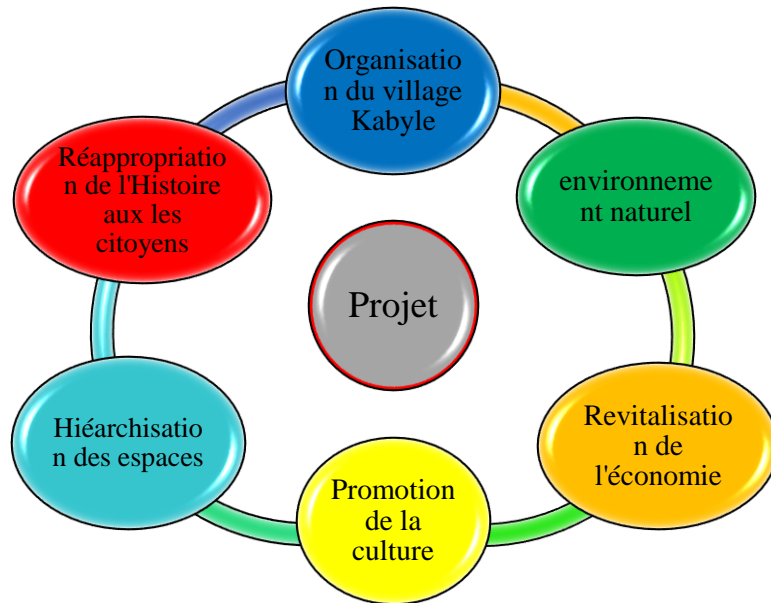 Organisatio
n du village
Kabyle
environneme
nt naturel
Revitalisatio
n de
l'économie
Promotion
de la
culture
Hiéarchisatio
n des espaces
Réappropriatio
n de l'Histoire
aux les
citoyens
Projet